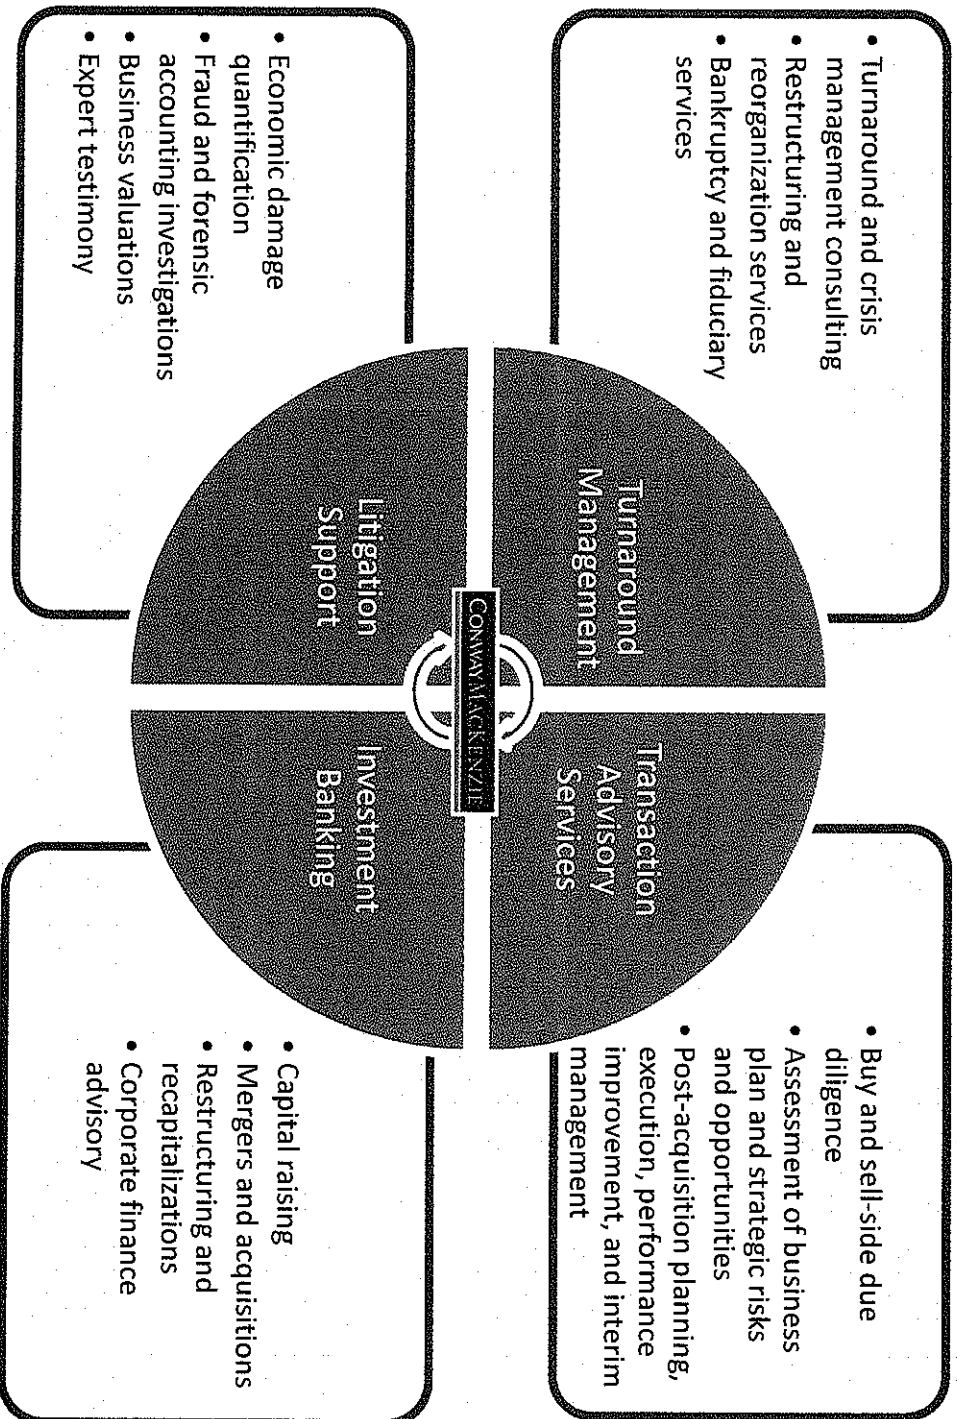 • Turnaround and crisis
management consulting
• Restructuring and
reorganization services
• Bankruptcy and fiduciary
services
Turnaround
Management
Transaction
Advisory
Services
• Buy and sell-side due
diligence
• Assessment of business
plan and strategic risks
and opportunities
• Post-acquisition planning,
execution, performance
improvement, and interim
management
CONWAYMACKENZIE
• Economic damage
quantification
• Fraud and forensic
accounting investigations
• Business valuations
• Expert testimony
Litigation
Support
Investment
Banking
• Capital raising
• Mergers and acquisitions
• Restructuring and
recapitalizations
• Corporate finance
advisory